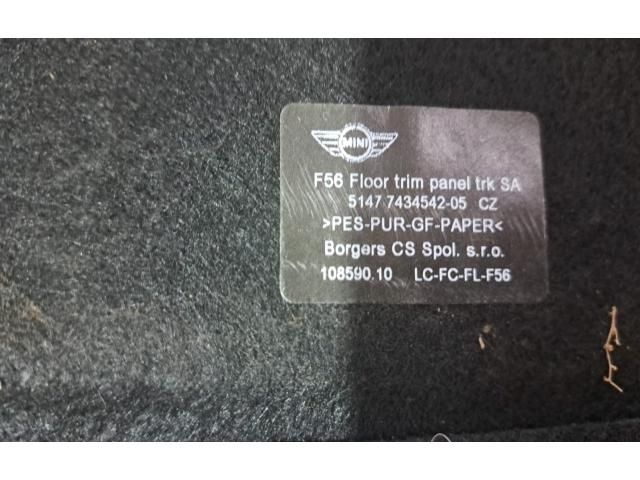 MINI
F56 Floor trim panel trk SA
5147 7434542-05 CZ
>PES-PUR-GF-PAPER<
Borgers CS Spol. s.r.o.
108590.10 LC-FC-FL-F56